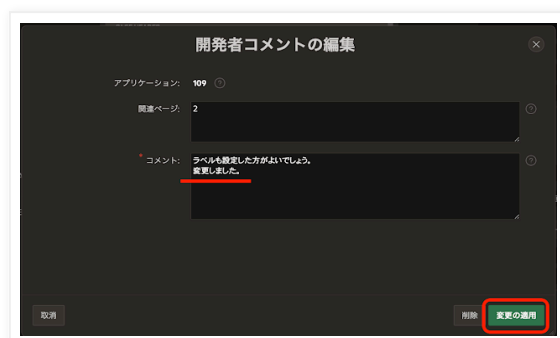 開発者コメントの編集
アプリケーション: 109
関連ページ: 2
* コメント: ラベルも設定した方がよいでしょう。
変更しました。
取消 削除 変更の適用